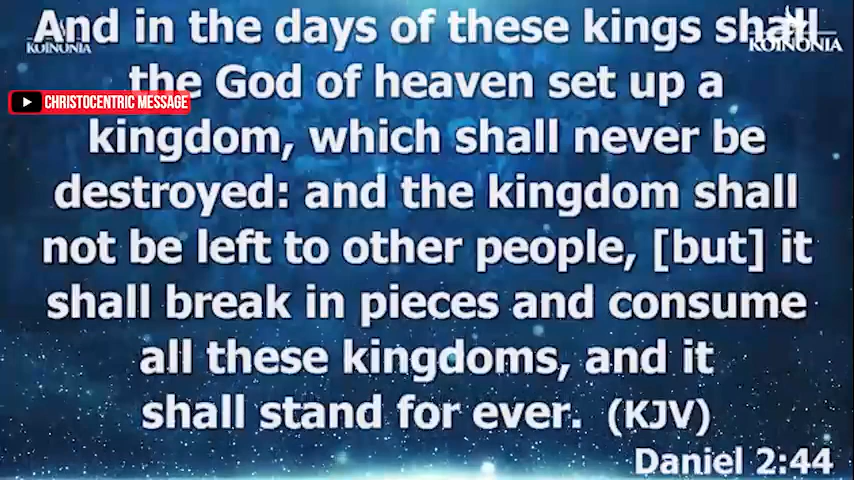 And in the days of these kings shall
KOINONIA
KOINONIA
the God of heaven set up a
CHRISTOCENTRIC MESSAGE
kingdom, which shall never be
destroyed: and the kingdom shall
not be left to other people, [but] it
shall break in pieces and consume
all these kingdoms, and it
shall stand for ever. (KJV)
Daniel 2:44